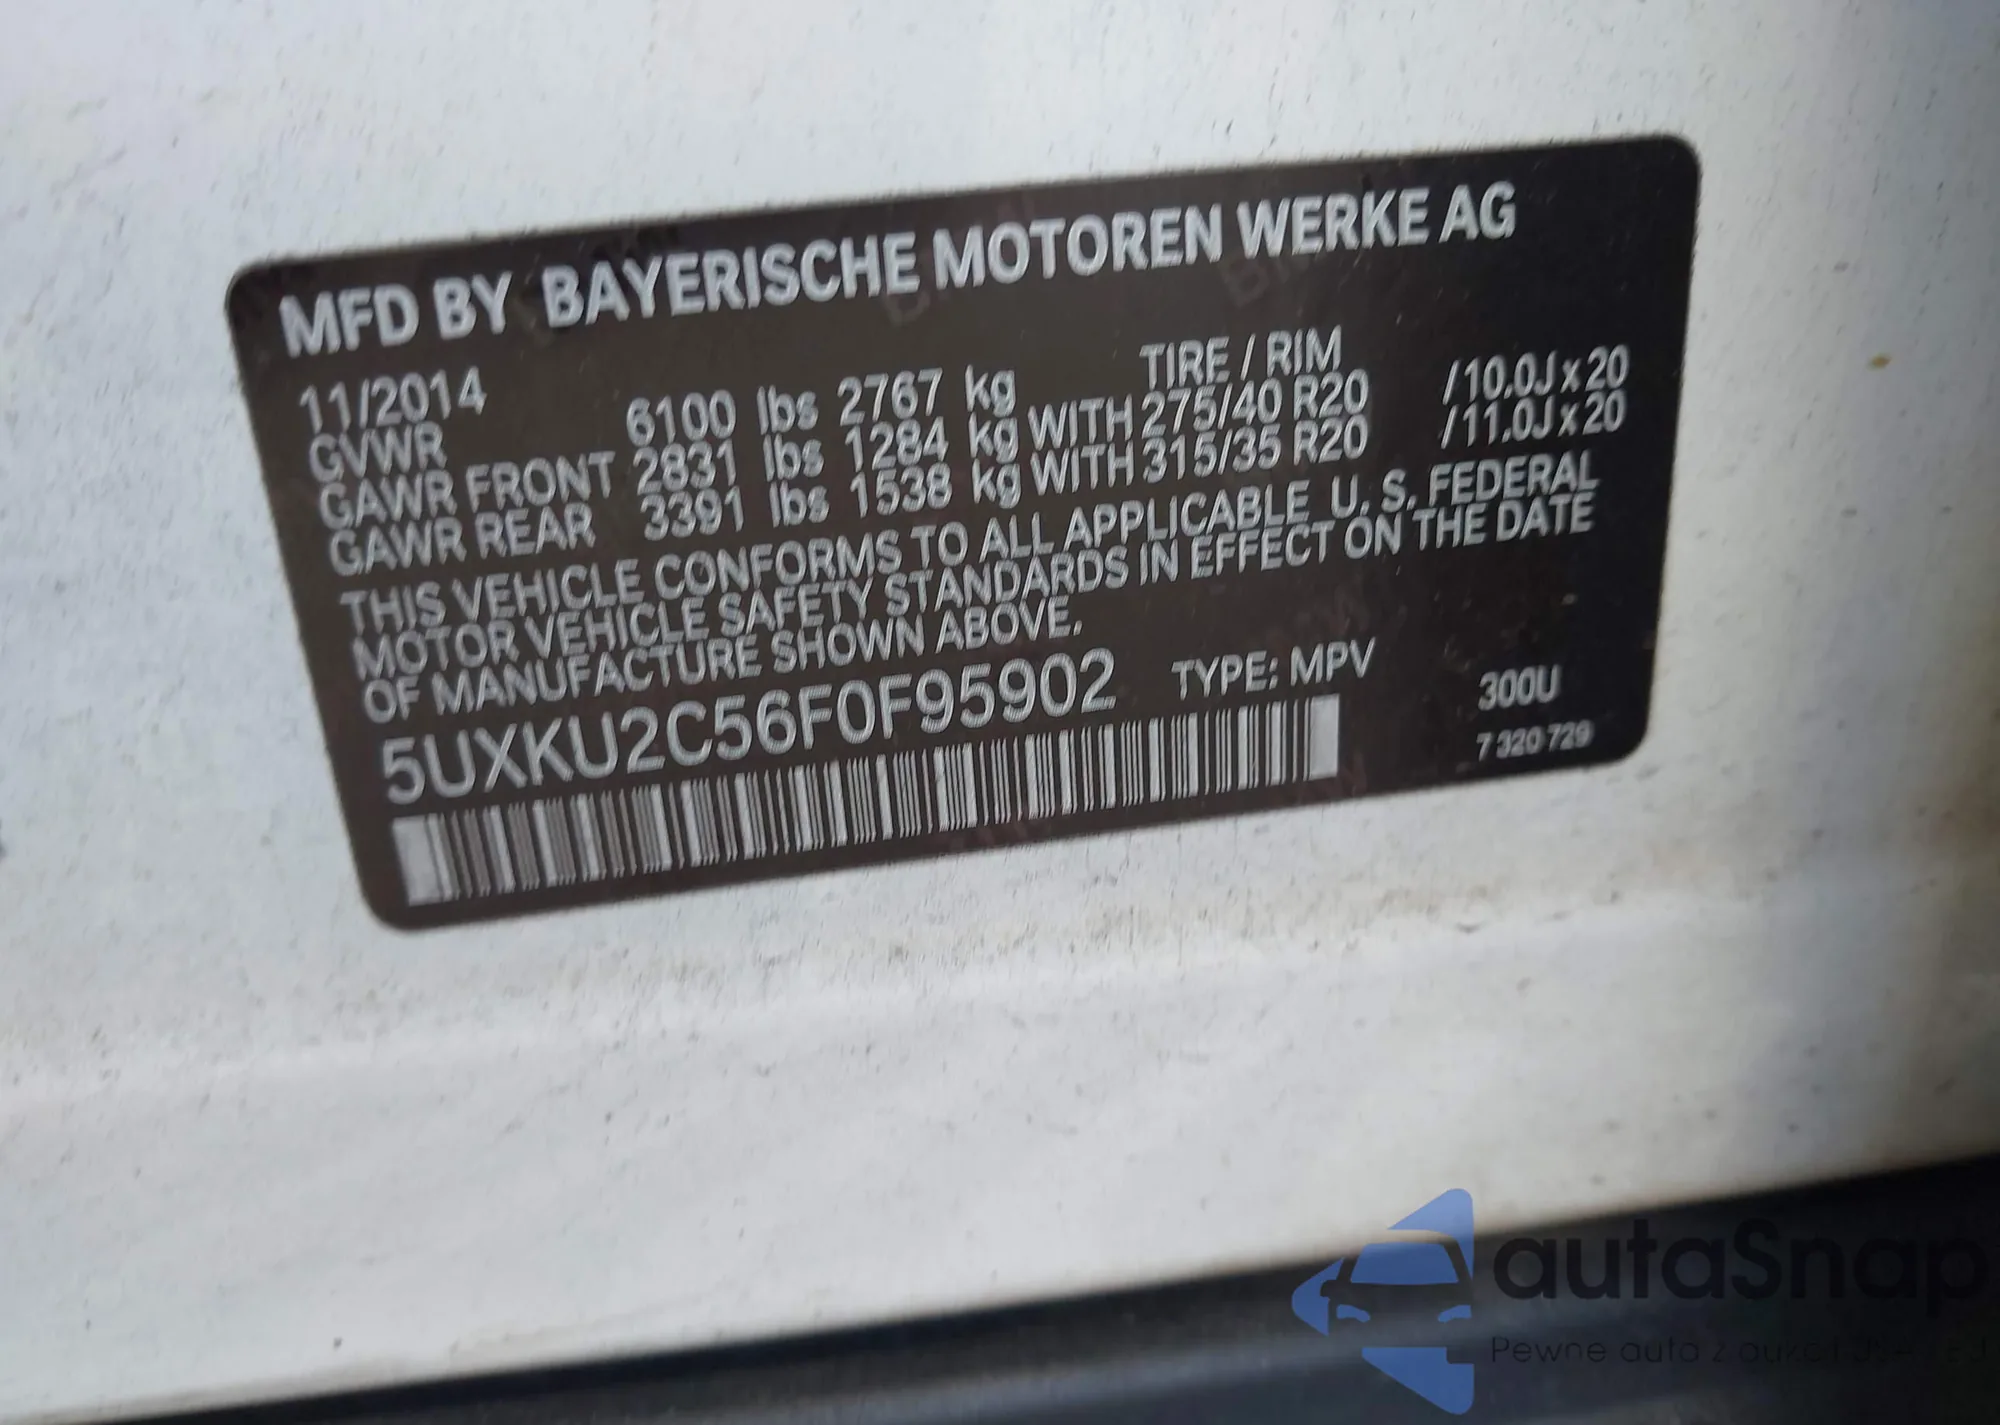 MFD BY BAYERISCHE MOTOREN WERKE AG
11/2014 TIRE / RIM
GVWR 6100 lbs 2767 kg
GAWR FRONT 2831 lbs 1284 kg WITH 275/40 R20 /10.0J x 20
GAWR REAR 3391 lbs 1538 kg WITH 315/35 R20 /11.0J x 20
THIS VEHICLE CONFORMS TO ALL APPLICABLE U. S. FEDERAL
MOTOR VEHICLE SAFETY STANDARDS IN EFFECT ON THE DATE
OF MANUFACTURE SHOWN ABOVE.
5UXKU2C56F0F95902 TYPE: MPV 300U
7 320 729
autaSnap
Pewne auta z aukcji